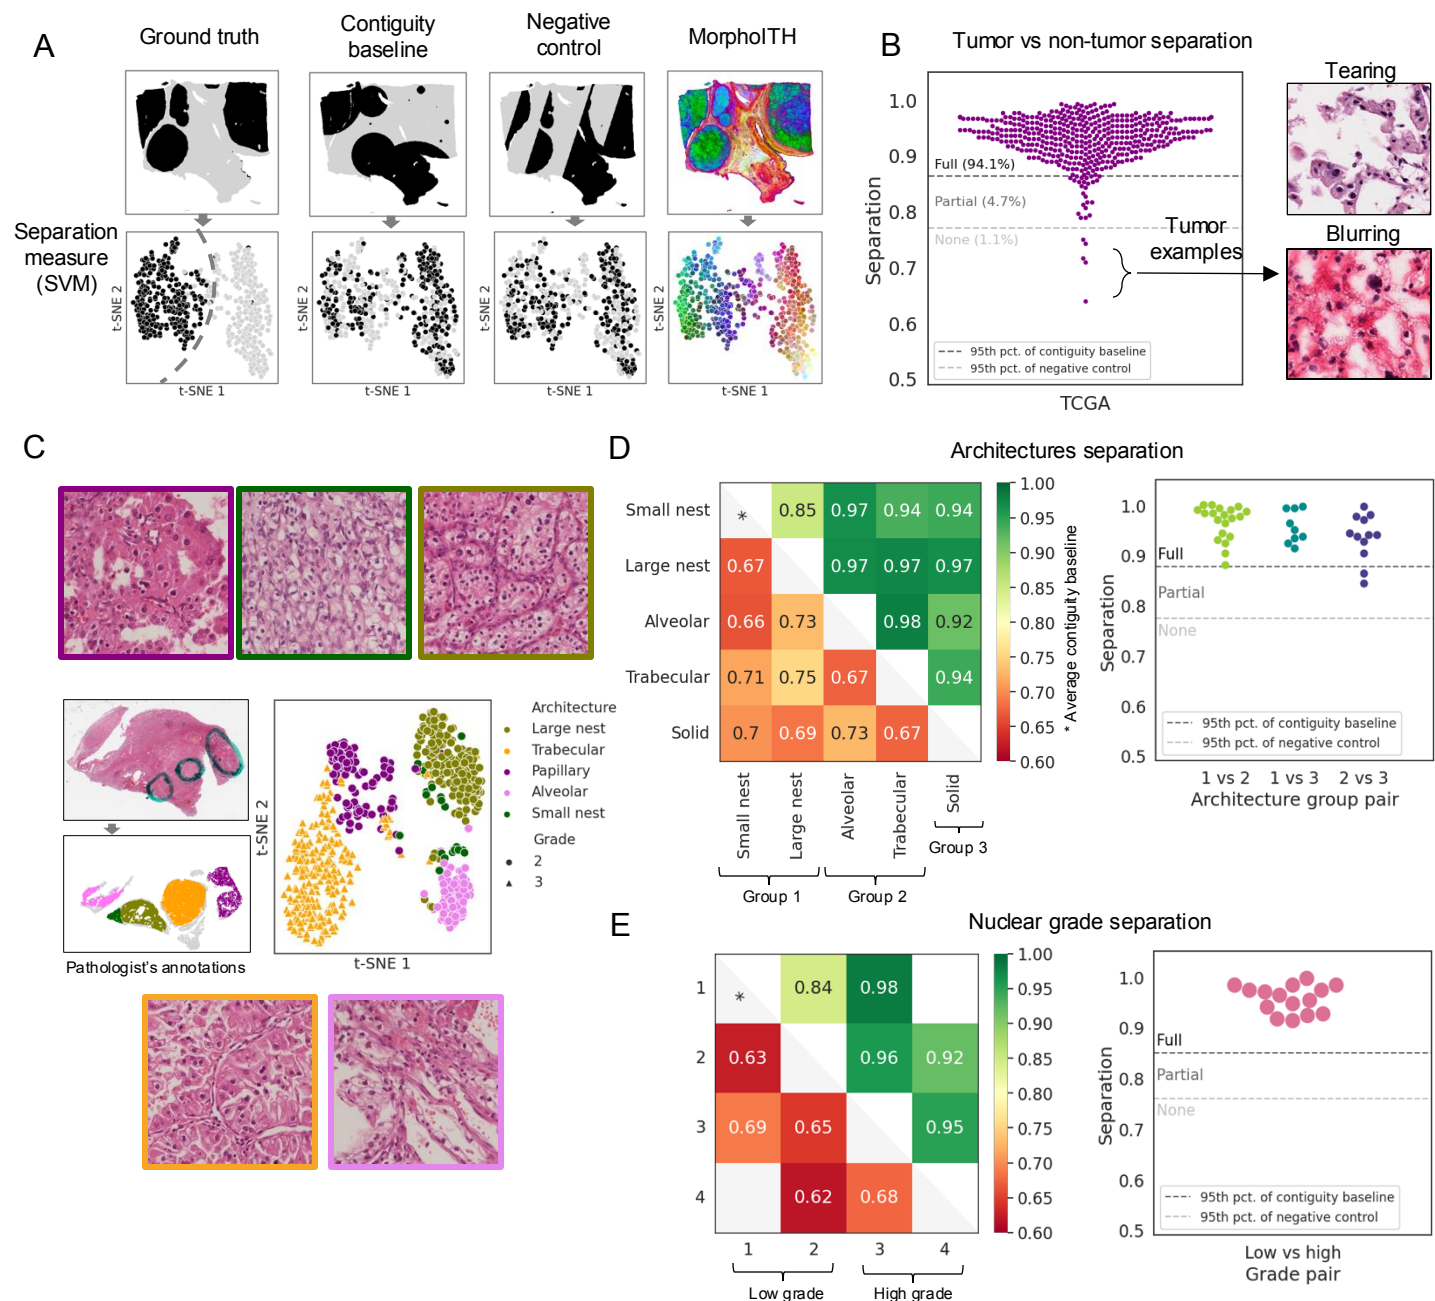 A
Ground truth
Contiguity
baseline
Negative
control
MorphoITH
Separation
measure
(SVM)
t-SNE 2
t-SNE 1
t-SNE 2
t-SNE 1
t-SNE 2
t-SNE 1
t-SNE 2
t-SNE 1
B
Tumor vs non-tumor separation
Separation
1.0
0.9
0.8
0.7
0.6
0.5
Full (94.1%)
Partial (4.7%)
None (1.1%)
95th pct. of contiguity baseline
95th pct. of negative control
TCGA
Tumor
examples
Tearing
Blurring
C
Pathologist's annotations
t-SNE 2
t-SNE 1
Architecture
Large nest
Trabecular
Papillary
Alveolar
Small nest
Grade
2
3
D
Architectures separation
Small nest * 0.85 0.97 0.94 0.94
Large nest 0.67 0.97 0.97 0.97
Alveolar 0.66 0.73 0.98 0.92
Trabecular 0.71 0.75 0.67 0.94
Solid 0.7 0.69 0.73 0.67
Small nest
Large nest
Alveolar
Trabecular
Solid
Group 1
Group 2
Group 3
1.00
0.95
0.90
0.85
0.80
0.75
0.70
0.65
0.60
* Average contiguity baseline
Separation
1.0
0.9
0.8
0.7
0.6
0.5
Full
Partial
None
95th pct. of contiguity baseline
95th pct. of negative control
1 vs 2 1 vs 3 2 vs 3
Architecture group pair
E
Nuclear grade separation
1 * 0.84 0.98
2 0.63 0.96 0.92
3 0.69 0.65 0.95
4 0.62 0.68
1 2 3 4
Low grade
High grade
1.00
0.95
0.90
0.85
0.80
0.75
0.70
0.65
0.60
Separation
1.0
0.9
0.8
0.7
0.6
0.5
Full
Partial
None
95th pct. of contiguity baseline
95th pct. of negative control
Low vs high
Grade pair